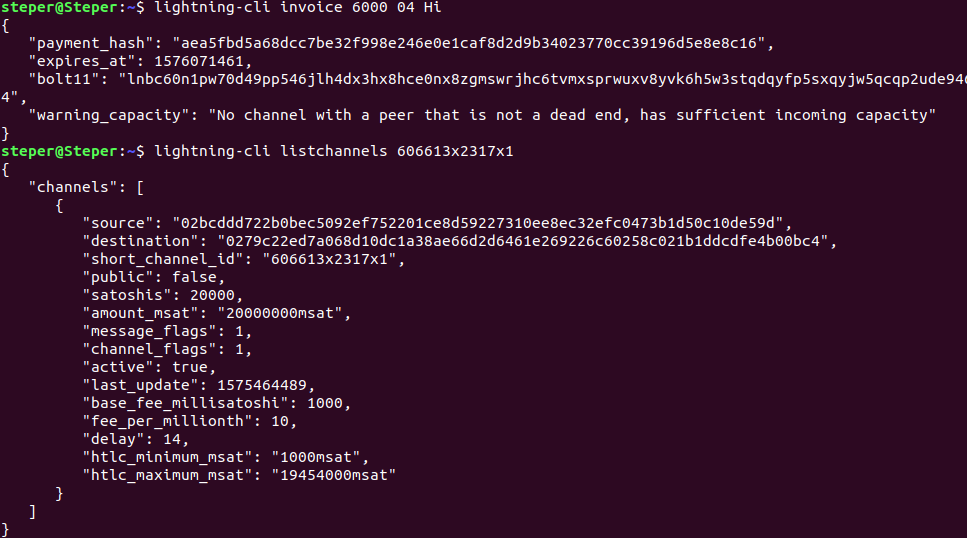 steper@Steper:~$ lightning-cli invoice 6000 04 Hi
{
"payment_hash": "aea5fbd5a68dcc7be32f998e246e0e1caf8d2d9b34023770cc39196d5e8e8c16",
"expires_at": 1576071461,
"bolt11": "lnbc60n1pw70d49pp546jlh4dx3hx8hce0nx8zgmswrjhc6tvmxsprwuxv8yvk6h5w3stqdqyfp5sxqyjw5qcqp2ude94
4",
"warning_capacity": "No channel with a peer that is not a dead end, has sufficient incoming capacity"
}
steper@Steper:~$ lightning-cli listchannels 606613x2317x1
{
"channels": [
{
"source": "02bcddd722b0bec5092ef752201ce8d59227310ee8ec32efc0473b1d50c10de59d",
"destination": "0279c22ed7a068d10dc1a38ae66d2d6461e269226c60258c021b1ddcdfe4b00bc4",
"short_channel_id": "606613x2317x1",
"public": false,
"satoshis": 20000,
"amount_msat": "20000000msat",
"message_flags": 1,
"channel_flags": 1,
"active": true,
"last_update": 1575464489,
"base_fee_millisatoshi": 1000,
"fee_per_millionth": 10,
"delay": 14,
"htlc_minimum_msat": "1000msat",
"htlc_maximum_msat": "19454000msat"
}
]
}